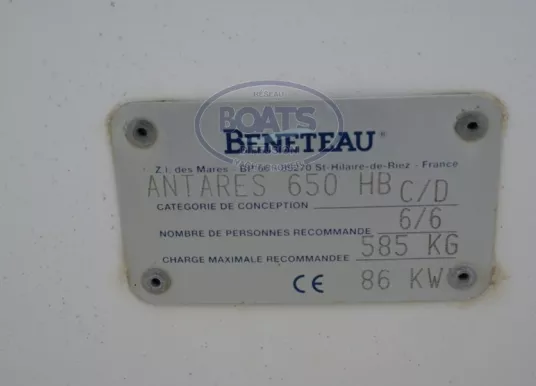 RÉSEAU
BOATS
BENETEAU
Z.I. des Mares - BP 66 - 85270 St-Hilaire-de-Riez - France
ANTARES 650 HB
CATEGORIE DE CONCEPTION C/D
NOMBRE DE PERSONNES RECOMMANDE 6/6
CHARGE MAXIMALE RECOMMANDEE 585 KG
CE 86 KW